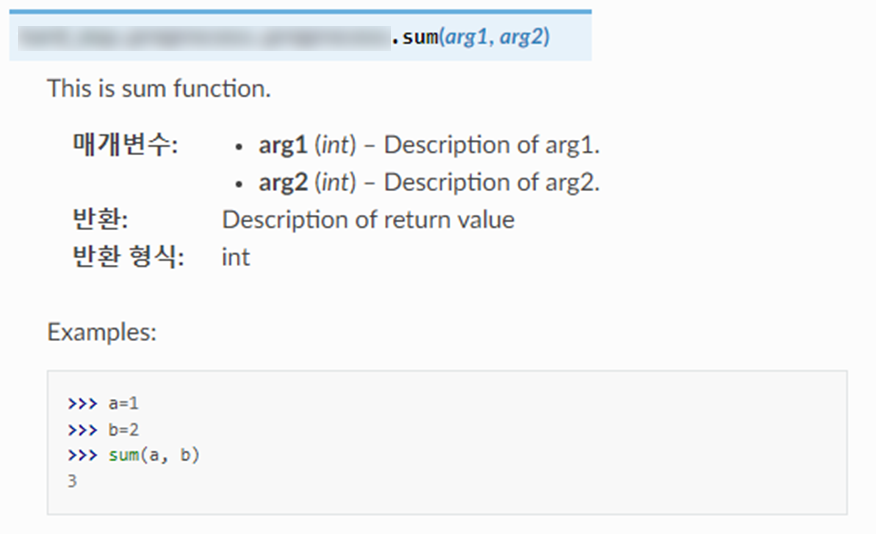 .sum(arg1, arg2)
This is sum function.
매개변수: • arg1 (int) – Description of arg1.
• arg2 (int) – Description of arg2.
반환: Description of return value
반환 형식: int
Examples:
>>> a=1
>>> b=2
>>> sum(a, b)
3